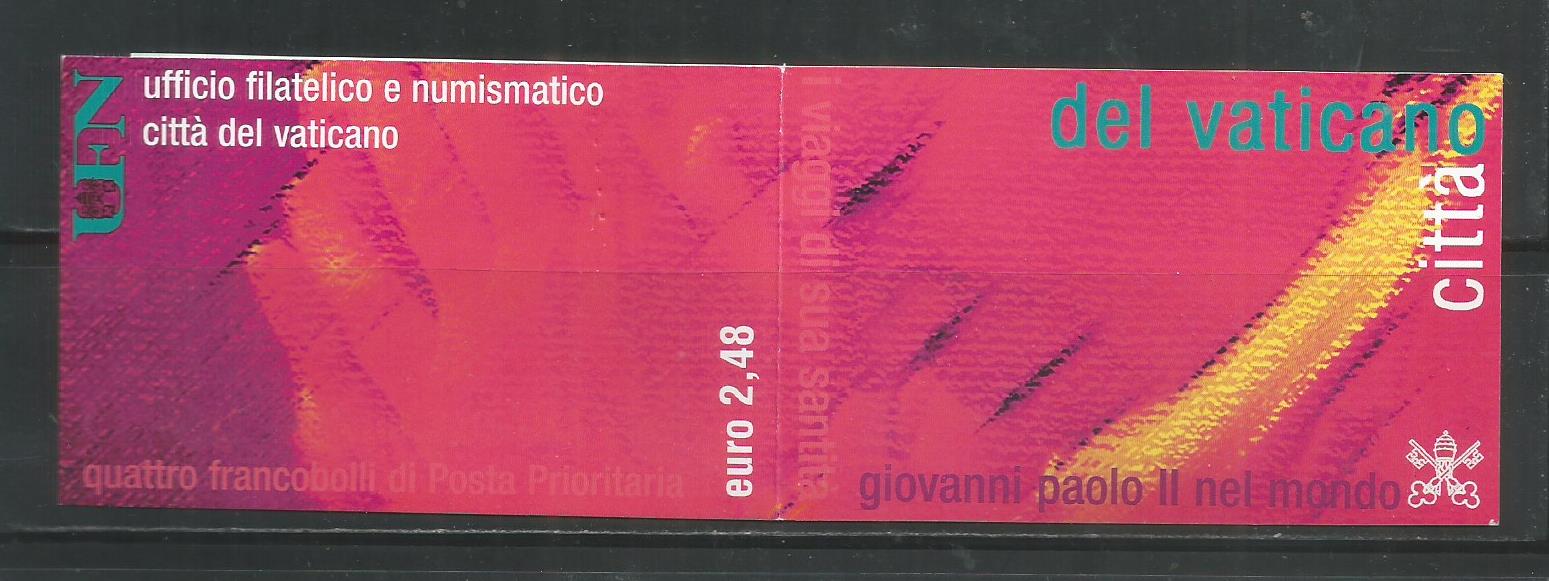 UFN
ufficio filatelico e numismatico
città del vaticano
quattro francobolli di Posta Prioritaria
euro 2,48
i viaggi di sua santità
del vaticano
città
giovanni paolo II nel mondo